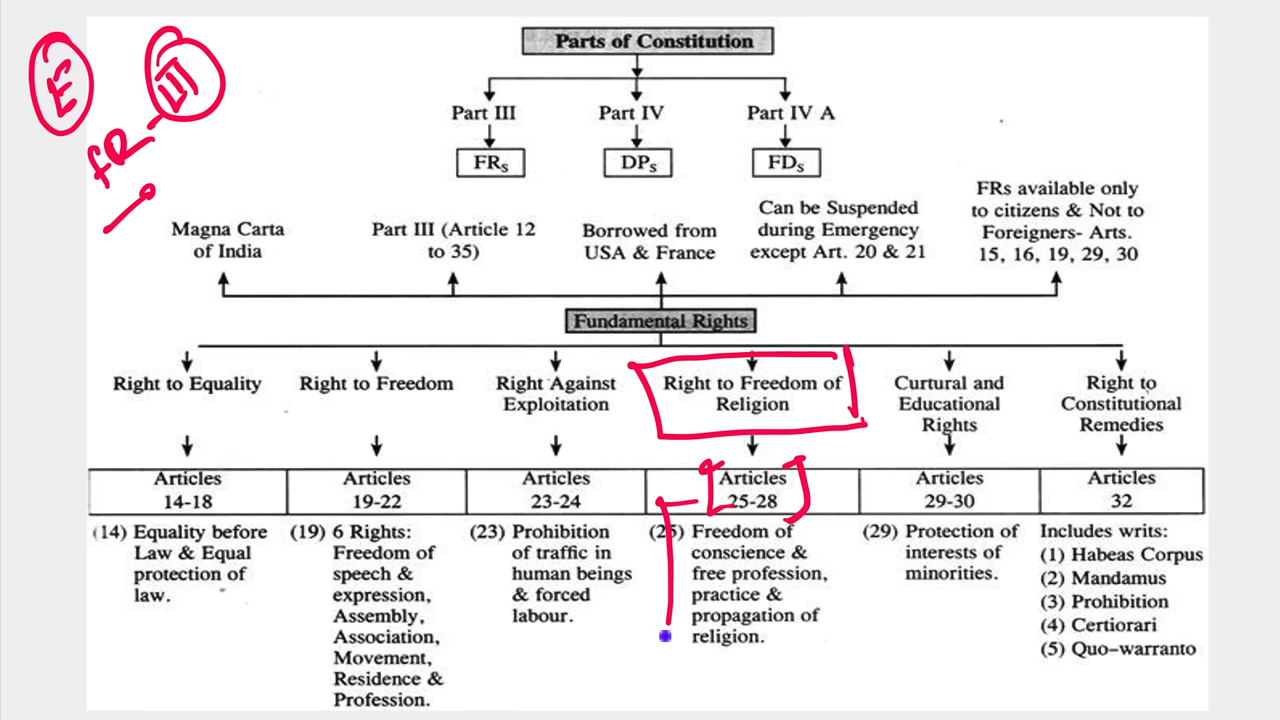 Parts of Constitution
E
III
FR
Part III
Part IV
Part IV A
FRs
DPs
FDs
Magna Carta
of India
Part III (Article 12
to 35)
Borrowed from
USA & France
Can be Suspended
during Emergency
except Art. 20 & 21
FRs available only
to citizens & Not to
Foreigners- Arts.
15, 16, 19, 29, 30
Fundamental Rights
Right to Equality
Right to Freedom
Right Against
Exploitation
Right to Freedom of
Religion
Curtural and
Educational
Rights
Right to
Constitutional
Remedies
Articles
14-18
Articles
19-22
Articles
23-24
Articles
25-28
Articles
29-30
Articles
32
(14) Equality before
Law & Equal
protection of
law.
(19) 6 Rights:
Freedom of
speech &
expression,
Assembly,
Association,
Movement,
Residence &
Profession.
(23) Prohibition
of traffic in
human beings
& forced
labour.
(25) Freedom of
conscience &
free profession,
practice &
propagation of
religion.
(29) Protection of
interests of
minorities.
Includes writs:
(1) Habeas Corpus
(2) Mandamus
(3) Prohibition
(4) Certiorari
(5) Quo-warranto